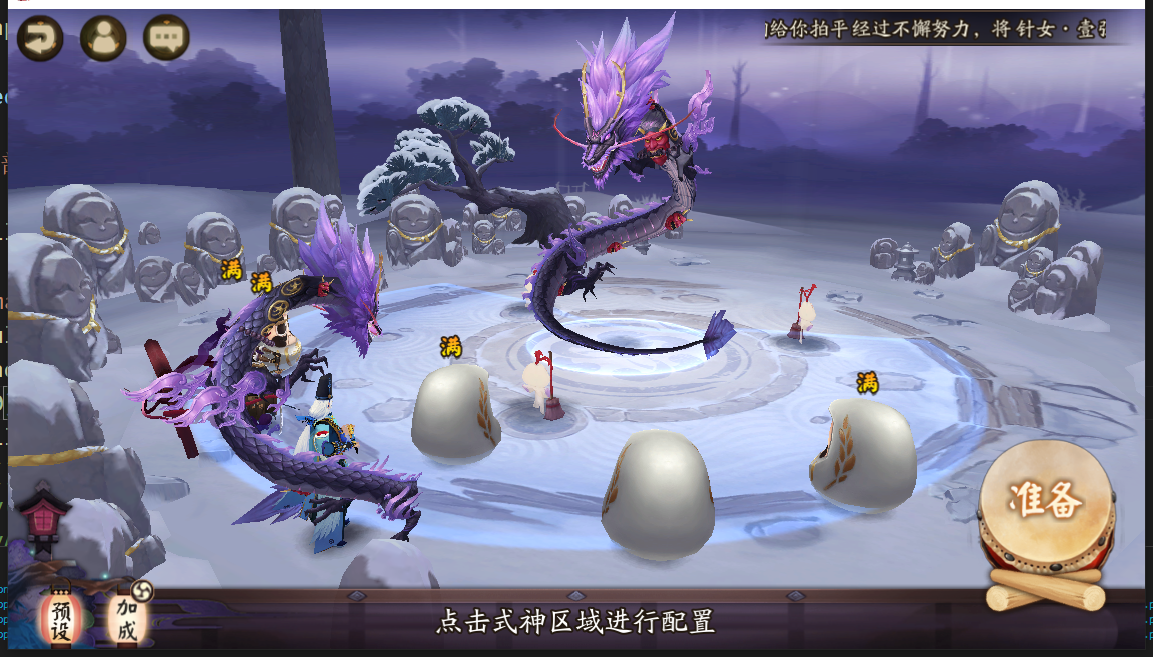 给你拍平经过不懈努力，将针女·壹
满
满
满
满
准备
预设
加成
点击式神区域进行配置